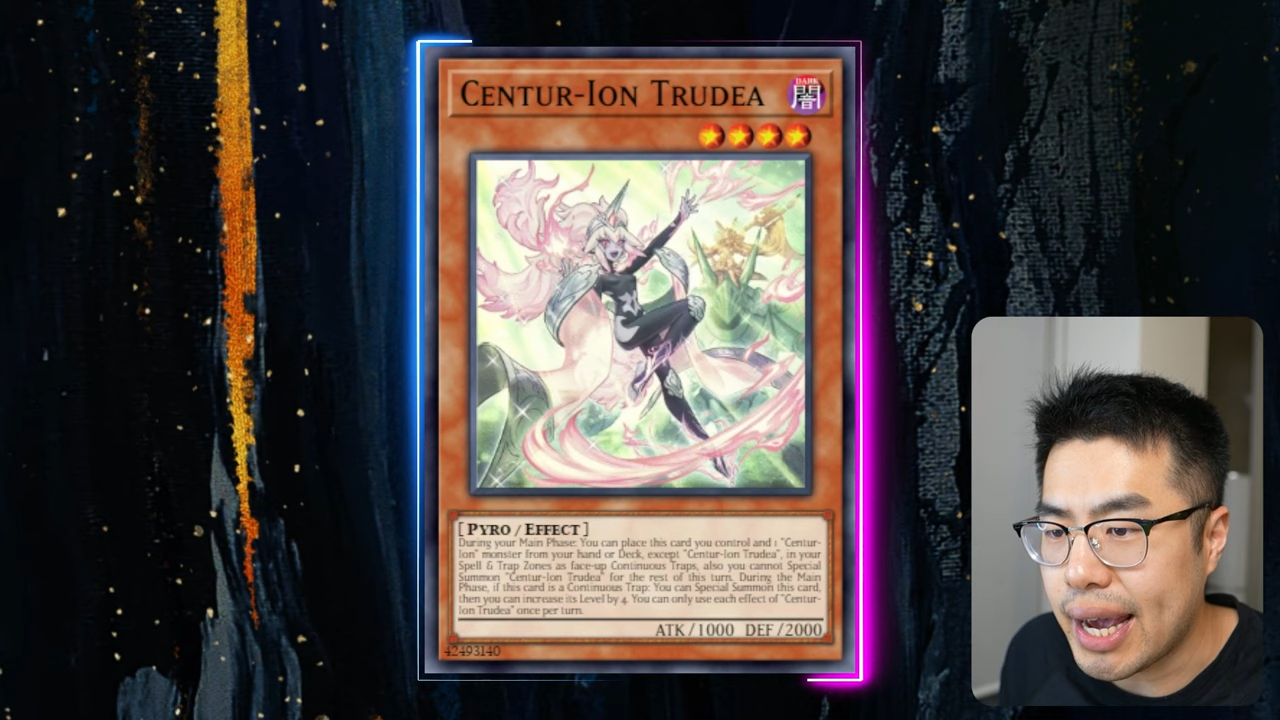 CENTUR-ION TRUDEA
DARK
闇
[ PYRO / EFFECT ]
During your Main Phase: You can place this card you control and 1 "Centur-
Ion" monster from your hand or Deck, except "Centur-Ion Trudea", in your
Spell & Trap Zones as face-up Continuous Traps, also you cannot Special
Summon "Centur-Ion Trudea" for the rest of this turn. During the Main
Phase, if this card is a Continuous Trap: You can Special Summon this card,
then you can increase its Level by 4. You can only use each effect of "Centur-
Ion Trudea" once per turn.
ATK/1000 DEF/2000
42493140